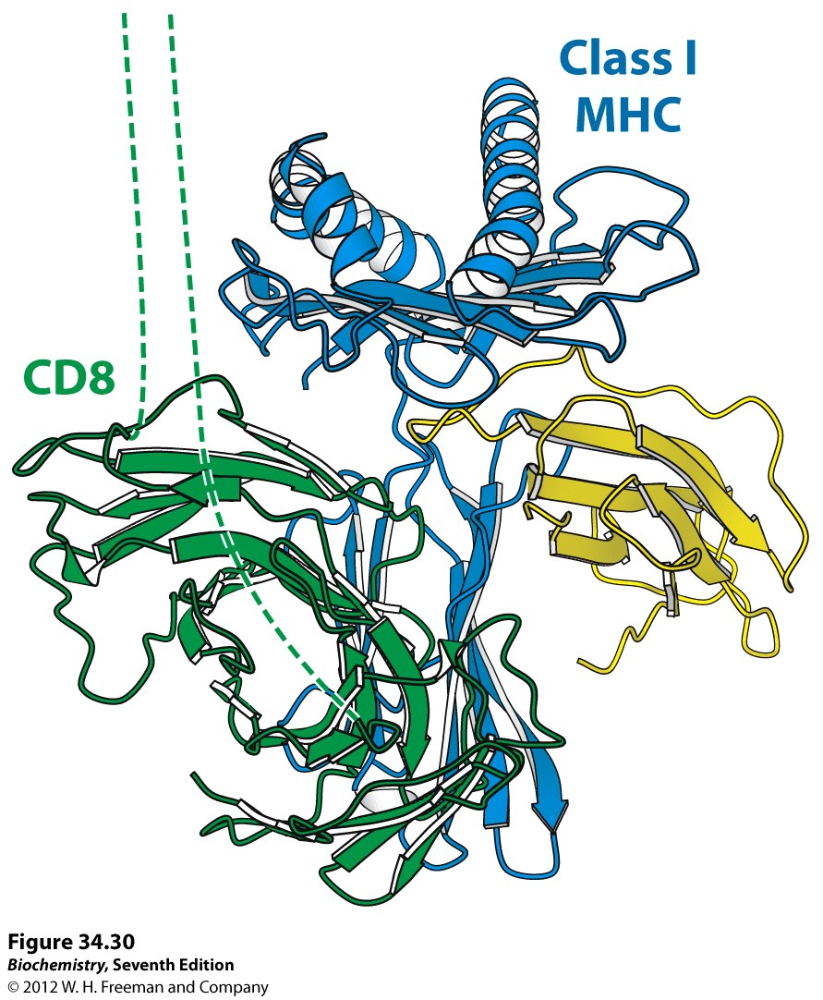 Class I
MHC
CD8
Figure 34.30
Biochemistry, Seventh Edition
© 2012 W. H. Freeman and Company